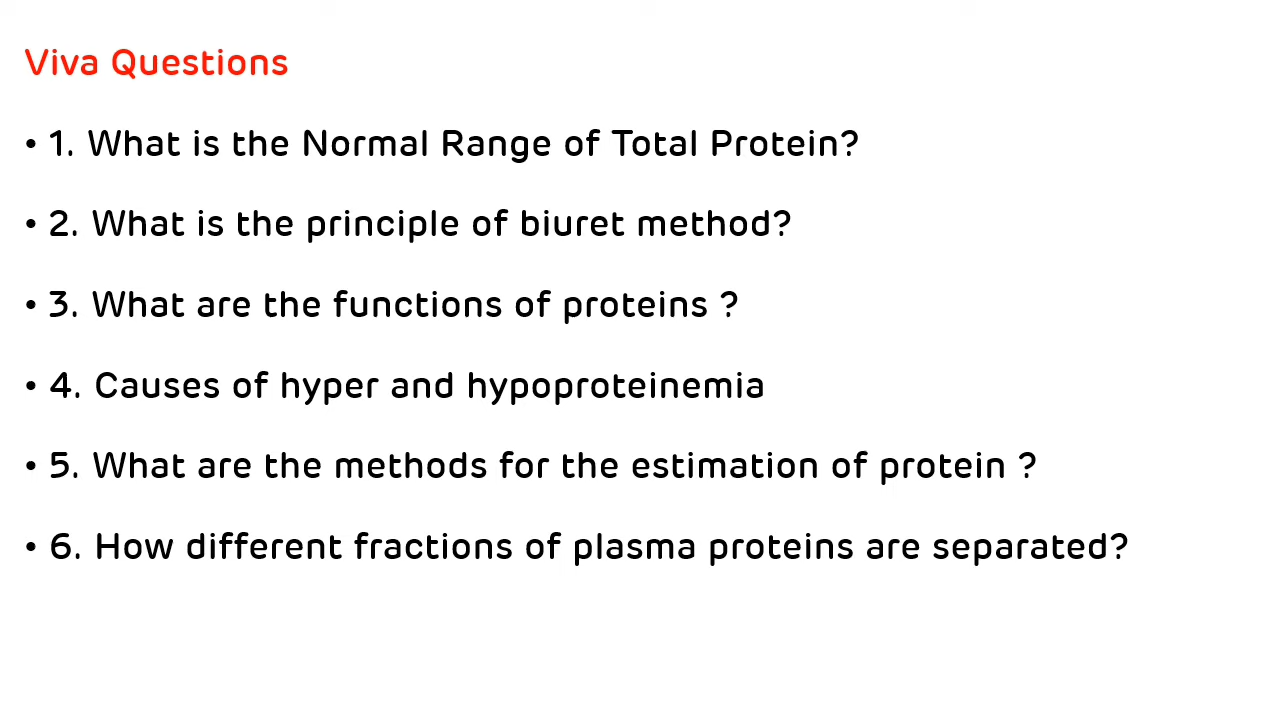 Viva Questions
• 1. What is the Normal Range of Total Protein?
• 2. What is the principle of biuret method?
• 3. What are the functions of proteins ?
• 4. Causes of hyper and hypoproteinemia
• 5. What are the methods for the estimation of protein ?
• 6. How different fractions of plasma proteins are separated?